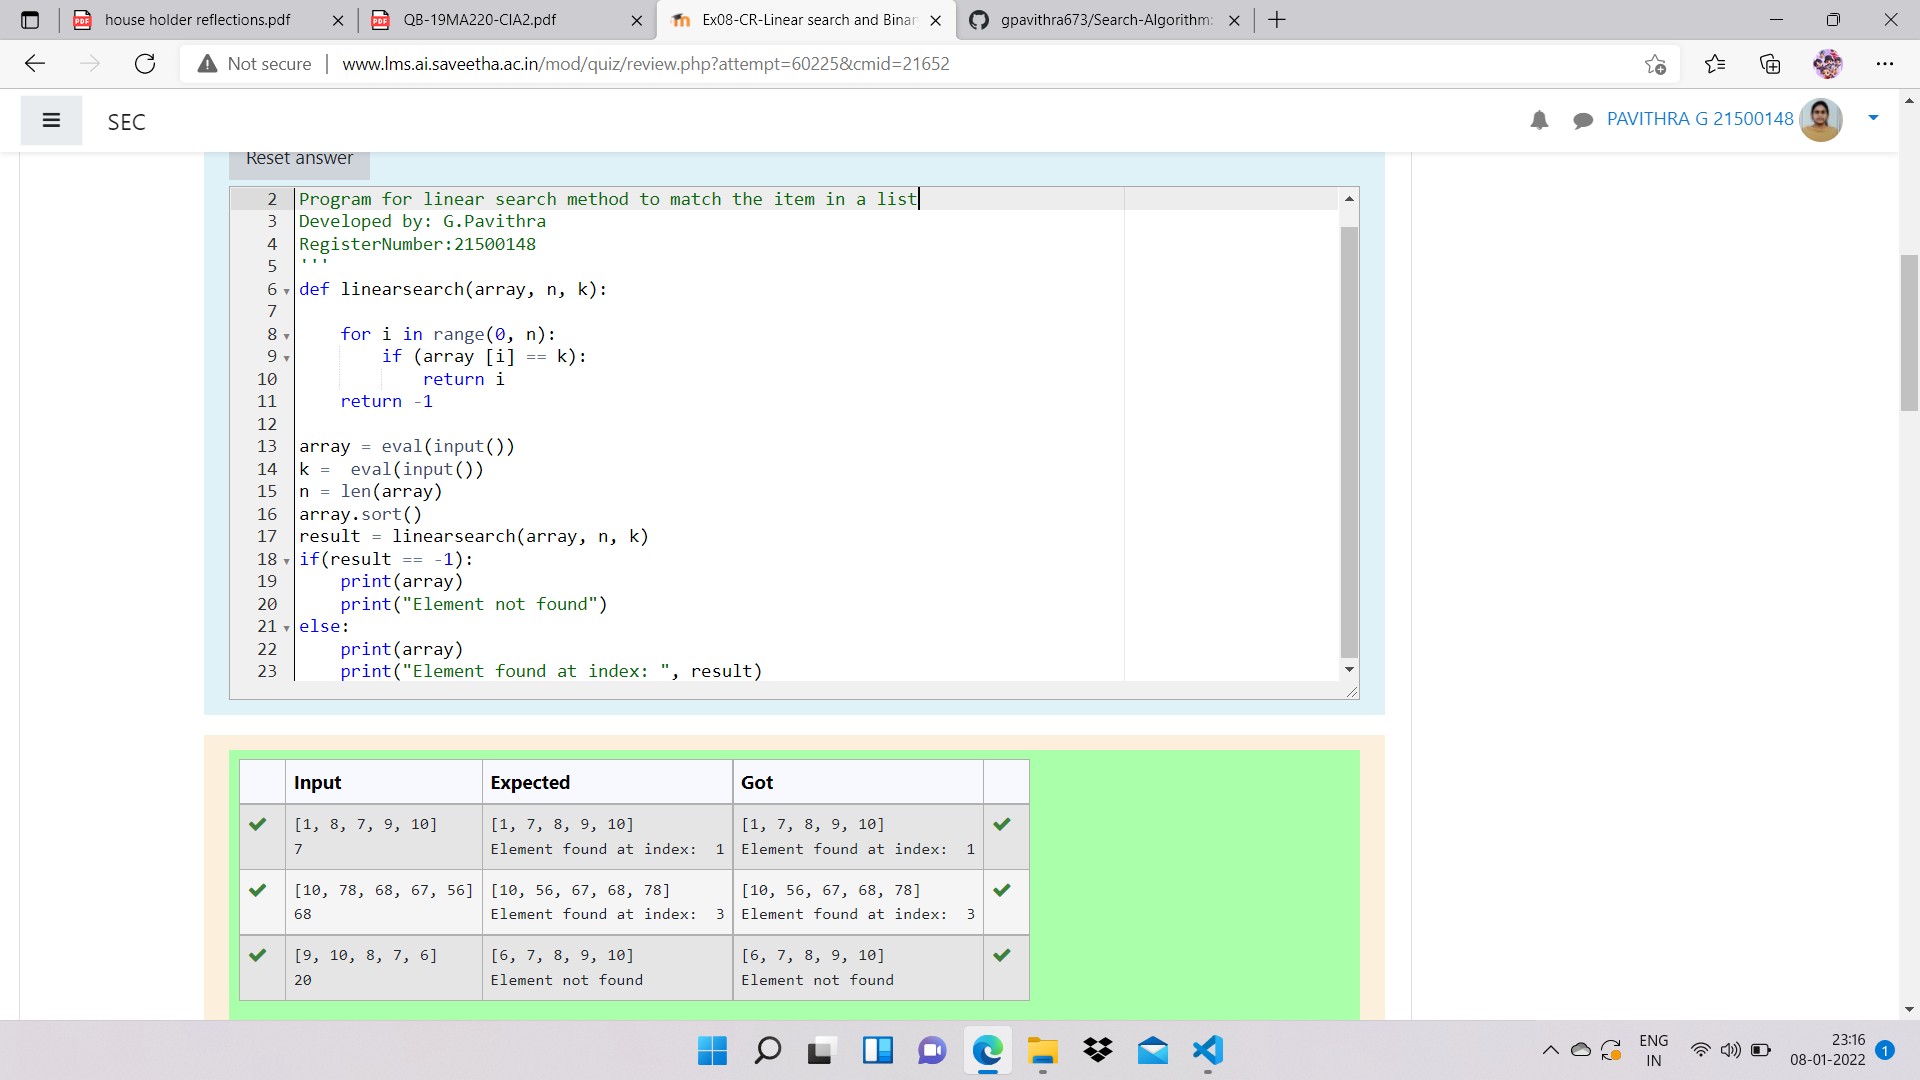 house holder reflections.pdf
QB-19MA220-CIA2.pdf
Ex08-CR-Linear search and Binar
gpavithra673/Search-Algorithm:
Not secure
www.lms.ai.saveetha.ac.in/mod/quiz/review.php?attempt=60225&cmid=21652
SEC
PAVITHRA G 21500148
Reset answer
2 Program for linear search method to match the item in a list
3 Developed by: G.Pavithra
4 RegisterNumber:21500148
5 '''
6 def linearsearch(array, n, k):
7
8     for i in range(0, n):
9         if (array [i] == k):
10             return i
11     return -1
12
13 array = eval(input())
14 k =  eval(input())
15 n = len(array)
16 array.sort()
17 result = linearsearch(array, n, k)
18 if(result == -1):
19     print(array)
20     print("Element not found")
21 else:
22     print(array)
23     print("Element found at index: ", result)
Input Expected Got
[1, 8, 7, 9, 10] [1, 7, 8, 9, 10] [1, 7, 8, 9, 10]
7 Element found at index:  1 Element found at index:  1
[10, 78, 68, 67, 56] [10, 56, 67, 68, 78] [10, 56, 67, 68, 78]
68 Element found at index:  3 Element found at index:  3
[9, 10, 8, 7, 6] [6, 7, 8, 9, 10] [6, 7, 8, 9, 10]
20 Element not found Element not found
ENG
IN
23:16
08-01-2022
1